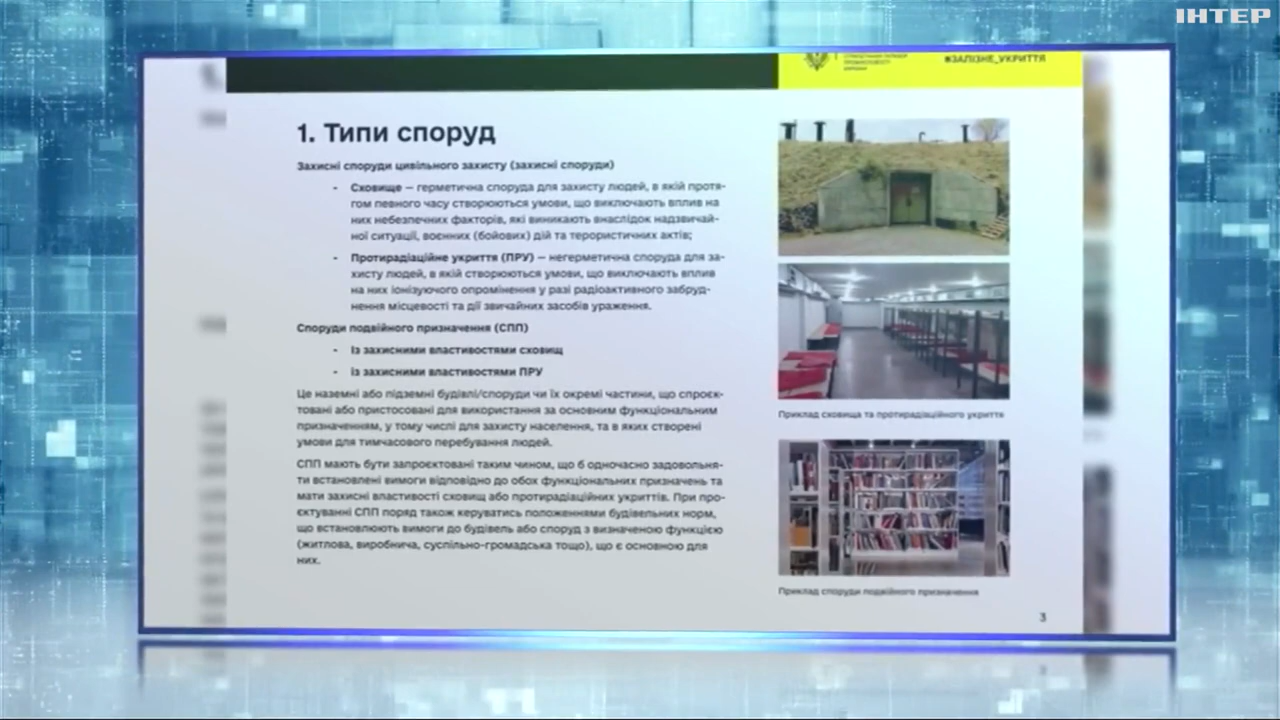 ІНТЕР
ПРОМИСЛОВОСТІ
УКРАЇНИ
#ЗАЛІЗНЕ_УКРИТТЯ
1. Типи споруд
Захисні споруди цивільного захисту (захисні споруди)
- Сховище — герметична споруда для захисту людей, в якій протя-
гом певного часу створюються умови, що виключають вплив на
них небезпечних факторів, які виникають внаслідок надзвичай-
ної ситуації, воєнних (бойових) дій та терористичних актів;
- Протирадіаційне укриття (ПРУ) — негерметична споруда для за-
хисту людей, в якій створюються умови, що виключають вплив
на них іонізуючого опромінення у разі радіоактивного забруд-
нення місцевості та дії звичайних засобів ураження.
Споруди подвійного призначення (СПП)
- Із захисними властивостями сховищ
- Із захисними властивостями ПРУ
Це наземні або підземні будівлі/споруди чи їх окремі частини, що спроєк-
товані або пристосовані для використання за основним функціональним
призначенням, у тому числі для захисту населення, та в яких створені
умови для тимчасового перебування людей.
СПП мають бути запроєктовані таким чином, що б одночасно задовольня-
ти встановлені вимоги відповідно до обох функціональних призначень та
мати захисні властивості сховищ або протирадіаційних укриттів. При про-
єктуванні СПП поряд також керуватись положеннями будівельних норм,
що встановлюють вимоги до будівель або споруд з визначеною функцією
(житлова, виробнича, суспільно-громадська тощо), що є основною для
них.
Приклад сховища та протирадіаційного укриття
Приклад споруди подвійного призначення
3